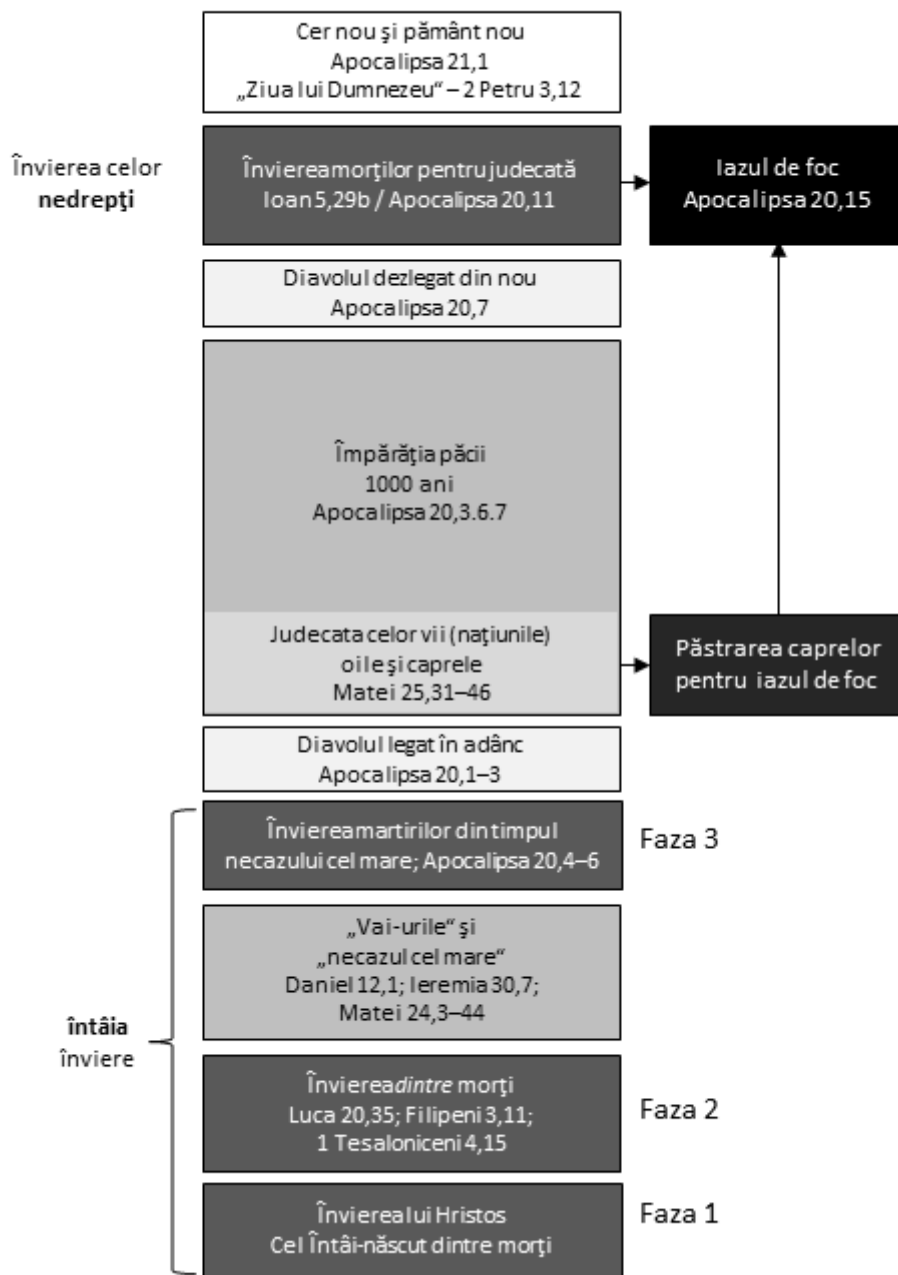 Cer nou şi pământ nou
Apocalipsa 21,1
„Ziua lui Dumnezeu“ – 2 Petru 3,12
Învierea celor
nedrepţi
Învierea morţilor pentru judecată
Ioan 5,29b / Apocalipsa 20,11
Iazul de foc
Apocalipsa 20,15
Diavolul dezlegat din nou
Apocalipsa 20,7
Împărăţia păcii
1000 ani
Apocalipsa 20,3.6.7
Judecata celor vii (naţiunile)
oile şi caprele
Matei 25,31–46
Păstrarea caprelor
pentru iazul de foc
Diavolul legat în adânc
Apocalipsa 20,1–3
Învierea martirilor din timpul
necazului cel mare; Apocalipsa 20,4–6
Faza 3
„Vai-urile“ şi
„necazul cel mare“
Daniel 12,1; Ieremia 30,7;
Matei 24,3–44
întâia
înviere
Învierea dintre morţi
Luca 20,35; Filipeni 3,11;
1 Tesaloniceni 4,15
Faza 2
Învierea lui Hristos
Cel Întâi-născut dintre morţi
Faza 1